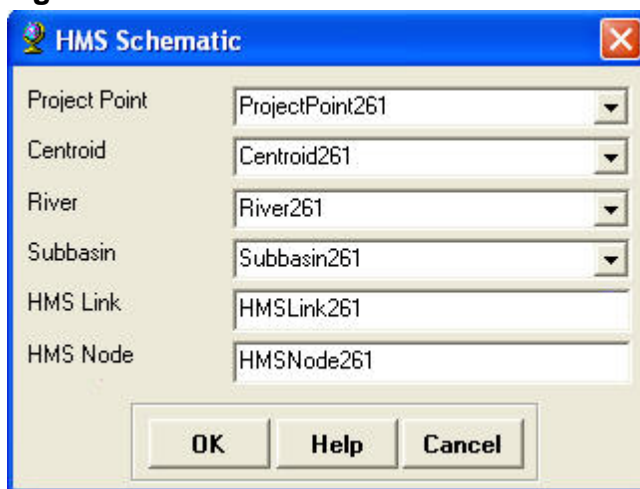 HMS Schematic
Project Point ProjectPoint261
Centroid Centroid261
River River261
Subbasin Subbasin261
HMS Link HMSLink261
HMS Node HMSNode261
OK Help Cancel